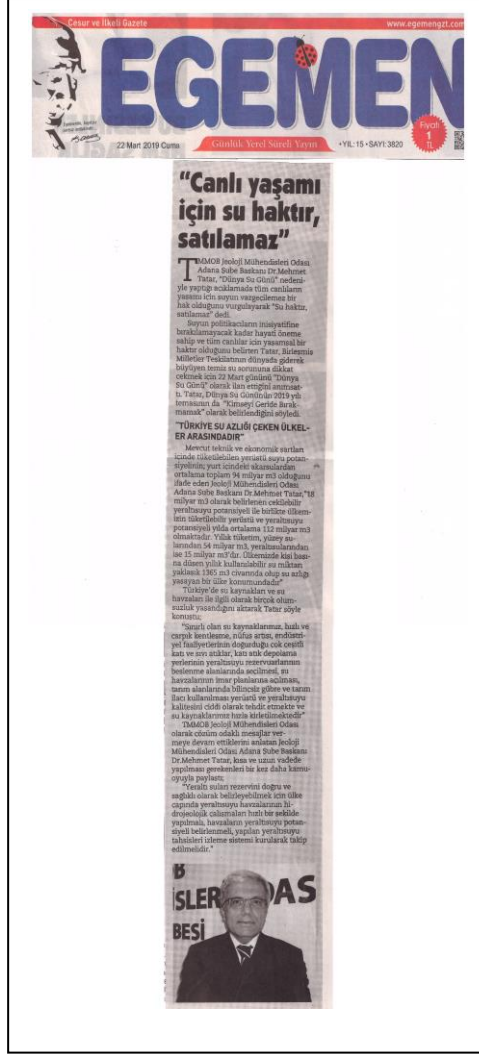 Cesur ve İlkeli Gazete
www.egemengzt.com
EGEMEN
22 Mart 2019 Cuma
Günlük Yerel Süreli Yayın
•YIL: 15 •SAYI: 3820
Fiyatı
1
TL
"Canlı yaşamı
için su haktır,
satılamaz"
TMMOB Jeoloji Mühendisleri Odası
Adana Şube Başkanı Dr.Mehmet
Tatar, "Dünya Su Günü" nedeni-
yle yaptığı açıklamada tüm canlıların
yaşamı için suyun vazgeçilemez bir
hak olduğunu vurgulayarak "Su haktır,
satılamaz" dedi.
Suyun politikacıların inisiyatifine
bırakılamayacak kadar hayati öneme
sahip ve tüm canlılar için yaşamsal bir
haktır olduğunu belirten Tatar, Birleşmiş
Milletler Teşkilatının dünyada giderek
büyüyen temiz su sorununa dikkat
çekmek için 22 Mart gününü "Dünya
Su Günü" olarak ilan ettiğini anımsat-
tı. Tatar, Dünya Su Gününün 2019 yılı
temasının da "Kimseyi Geride Bırak-
mamak" olarak belirlendiğini söyledi.
"TÜRKİYE SU AZLIĞI ÇEKEN ÜLKEL-
ER ARASINDADIR"
Mevcut teknik ve ekonomik şartları
içinde tüketilebilen yerüstü suyu potan-
siyelinin; yurt içindeki akarsulardan
ortalama toplam 94 milyar m3 olduğunu
ifade eden Jeoloji Mühendisleri Odası
Adana Şube Başkanı Dr.Mehmet Tatar,"18
milyar m3 olarak belirlenen çekilebilir
yeraltısuyu potansiyeli ile birlikte ülkem-
izin tüketilebilir yerüstü ve yeraltısuyu
potansiyeli yılda ortalama 112 milyar m3
olmaktadır. Yıllık tüketim, yüzey su-
larından 54 milyar m3, yeraltısularından
ise 15 milyar m3'dır. Ülkemizde kişi başı-
na düşen yıllık kullanılabilir su miktarı
yaklaşık 1365 m3 civarında olup su azlığı
yaşayan bir ülke konumundadır"
Türkiye'de su kaynakları ve su
havzaları ile ilgili olarak birçok olum-
suzluk yaşandığını aktarak Tatar şöyle
konuştu;
"Sınırlı olan su kaynaklarımız, hızlı ve
çarpık kentleşme, nüfus artışı, endüstri-
yel faaliyetlerinin doğurduğu çok çeşitli
katı ve sıvı atıklar, katı atık depolama
yerlerinin yeraltısuyu rezervuarlarının
beslenme alanlarında seçilmesi, su
havzalarının imar planlarına açılması,
tarım alanlarında bilinçsiz gübre ve tarım
ilacı kullanılması yerüstü ve yeraltısuyu
kalitesini ciddi olarak tehdit etmekte ve
su kaynaklarımız hızla kirletilmektedir"
TMMOB Jeoloji Mühendisleri Odası
olarak çözüm odaklı mesajlar ver-
meye devam ettiklerini anlatan Jeoloji
Mühendisleri Odası Adana Şube Başkanı
Dr.Mehmet Tatar, kısa ve uzun vadede
yapılması gerekenleri bir kez daha kamu-
oyuyla paylaştı;
"Yeraltı suları rezervini doğru ve
sağlıklı olarak belirleyebilmek için ülke
çapında yeraltısuyu havzalarının hi-
drojeolojik çalışmaları hızlı bir şekilde
yapılmalı, havzaların yeraltısuyu potan-
siyeli belirlenmeli, yapılan yeraltısuyu
tahsisleri izleme sistemi kurularak takip
edilmelidir."
B
İSLER ODAS
BEŞİ